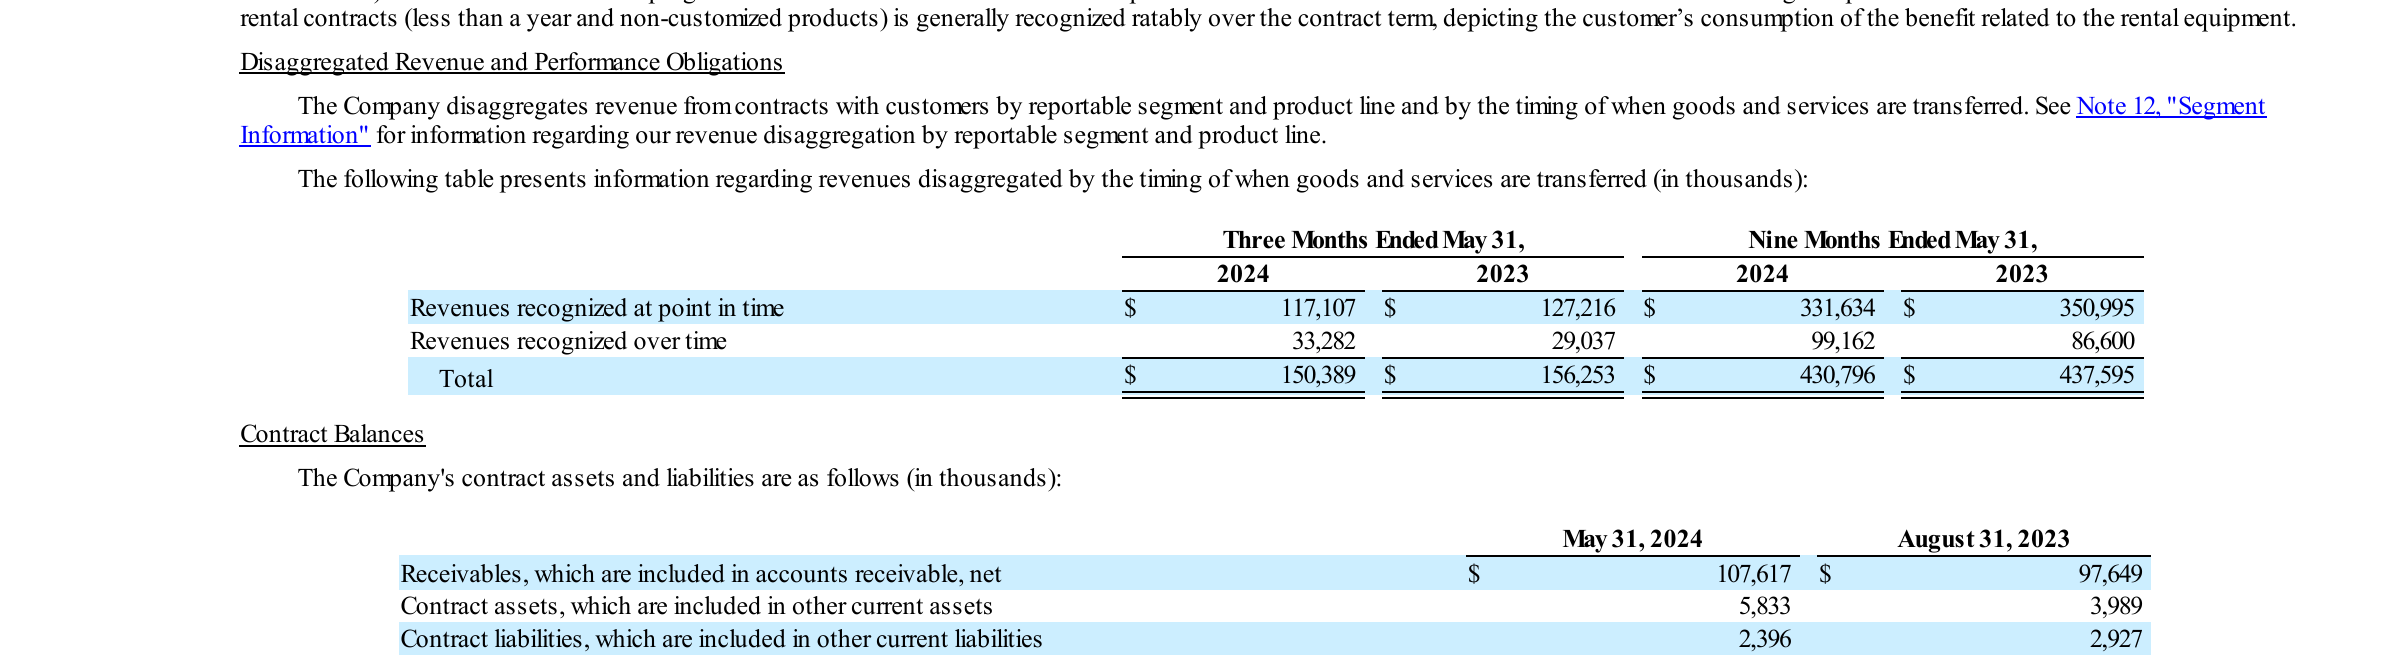 rental contracts (less than a year and non-customized products) is generally recognized ratably over the contract term, depicting the customer’s consumption of the benefit related to the rental equipment.
Disaggregated Revenue and Performance Obligations
The Company disaggregates revenue from contracts with customers by reportable segment and product line and by the timing of when goods and services are transferred. See Note 12, "Segment
Information" for information regarding our revenue disaggregation by reportable segment and product line.
The following table presents information regarding revenues disaggregated by the timing of when goods and services are transferred (in thousands):
Three Months Ended May 31, Nine Months Ended May 31,
2024 2023 2024 2023
Revenues recognized at point in time $ 117,107 $ 127,216 $ 331,634 $ 350,995
Revenues recognized over time 33,282 29,037 99,162 86,600
Total $ 150,389 $ 156,253 $ 430,796 $ 437,595
Contract Balances
The Company's contract assets and liabilities are as follows (in thousands):
May 31, 2024 August 31, 2023
Receivables, which are included in accounts receivable, net $ 107,617 $ 97,649
Contract assets, which are included in other current assets 5,833 3,989
Contract liabilities, which are included in other current liabilities 2,396 2,927